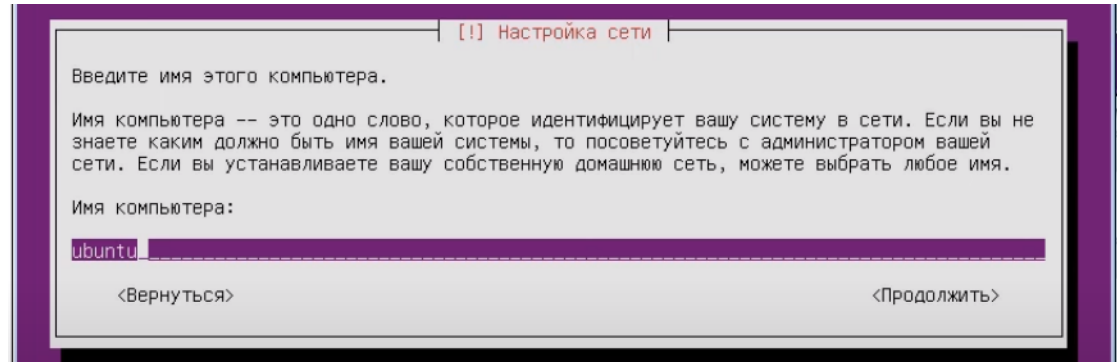 [!] Настройка сети
Введите имя этого компьютера.
Имя компьютера -- это одно слово, которое идентифицирует вашу систему в сети. Если вы не
знаете каким должно быть имя вашей системы, то посоветуйтесь с администратором вашей
сети. Если вы устанавливаете вашу собственную домашнюю сеть, можете выбрать любое имя.
Имя компьютера:
ubuntu
<Вернуться> <Продолжить>